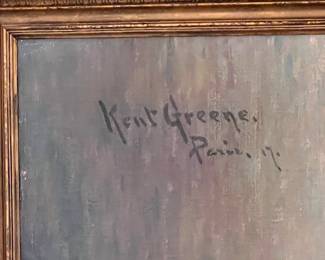 Kent Greene.
Paris. 17.